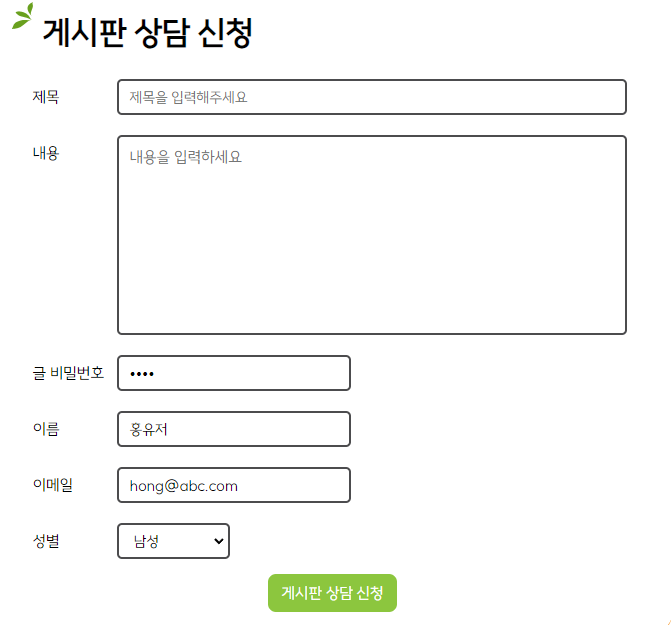 게시판 상담 신청
제목 제목을 입력해주세요
내용 내용을 입력하세요
글 비밀번호 ••••
이름 홍유저
이메일 hong@abc.com
성별 남성
게시판 상담 신청